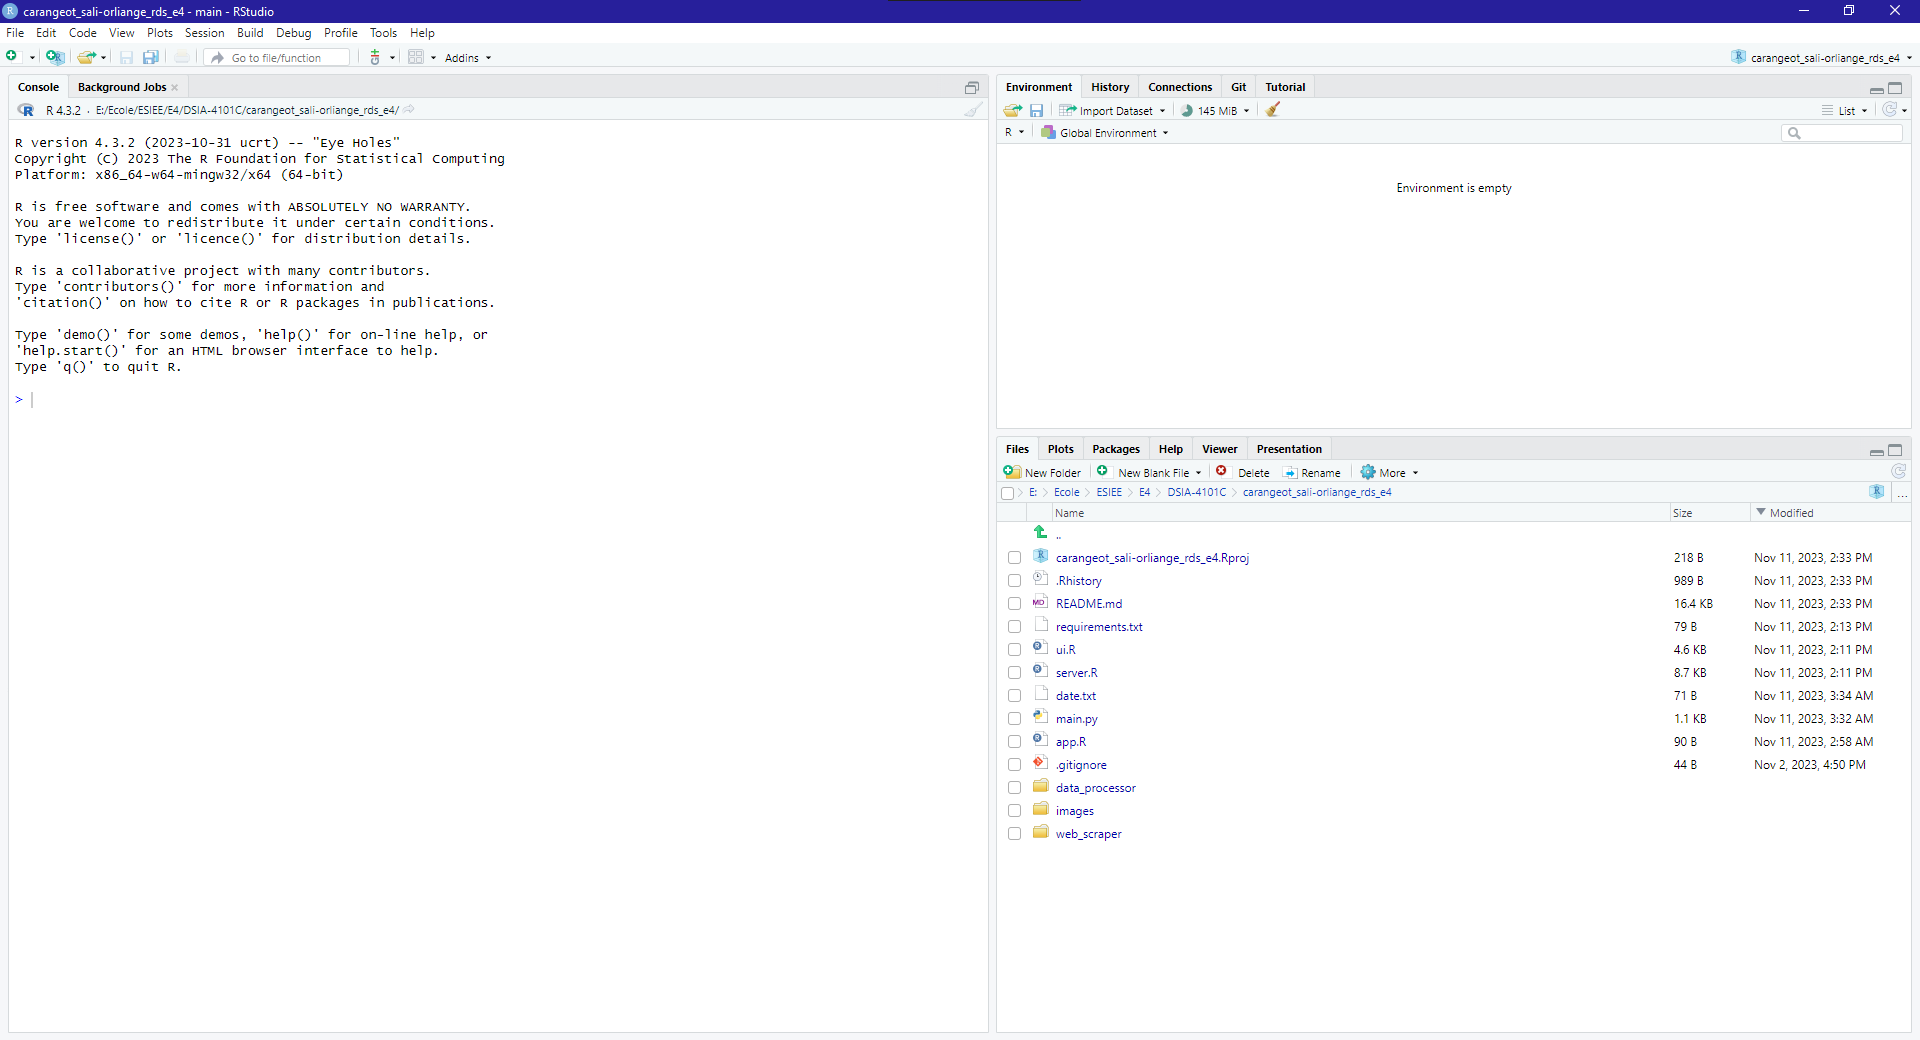 carangeot_sali-orliange_rds_e4 - main - RStudio
File Edit Code View Plots Session Build Debug Profile Tools Help
Go to file/function Addins carangeot_sali-orliange_rds_e4
Console Background Jobs
R 4.3.2 · E:/Ecole/ESIEE/E4/DSIA-4101C/carangeot_sali-orliange_rds_e4/
R version 4.3.2 (2023-10-31 ucrt) -- "Eye Holes"
Copyright (C) 2023 The R Foundation for Statistical Computing
Platform: x86_64-w64-mingw32/x64 (64-bit)
R is free software and comes with ABSOLUTELY NO WARRANTY.
You are welcome to redistribute it under certain conditions.
Type 'license()' or 'licence()' for distribution details.
R is a collaborative project with many contributors.
Type 'contributors()' for more information and
'citation()' on how to cite R or R packages in publications.
Type 'demo()' for some demos, 'help()' for on-line help, or
'help.start()' for an HTML browser interface to help.
Type 'q()' to quit R.
>
Environment History Connections Git Tutorial
Import Dataset 145 MiB List
R Global Environment
Environment is empty
Files Plots Packages Help Viewer Presentation
New Folder New Blank File Delete Rename More
E: Ecole ESIEE E4 DSIA-4101C carangeot_sali-orliange_rds_e4 ...
Name Size Modified
..
carangeot_sali-orliange_rds_e4.Rproj 218 B Nov 11, 2023, 2:33 PM
.Rhistory 989 B Nov 11, 2023, 2:33 PM
README.md 16.4 KB Nov 11, 2023, 2:33 PM
requirements.txt 79 B Nov 11, 2023, 2:13 PM
ui.R 4.6 KB Nov 11, 2023, 2:11 PM
server.R 8.7 KB Nov 11, 2023, 2:11 PM
date.txt 71 B Nov 11, 2023, 3:34 AM
main.py 1.1 KB Nov 11, 2023, 3:32 AM
app.R 90 B Nov 11, 2023, 2:58 AM
.gitignore 44 B Nov 2, 2023, 4:50 PM
data_processor
images
web_scraper